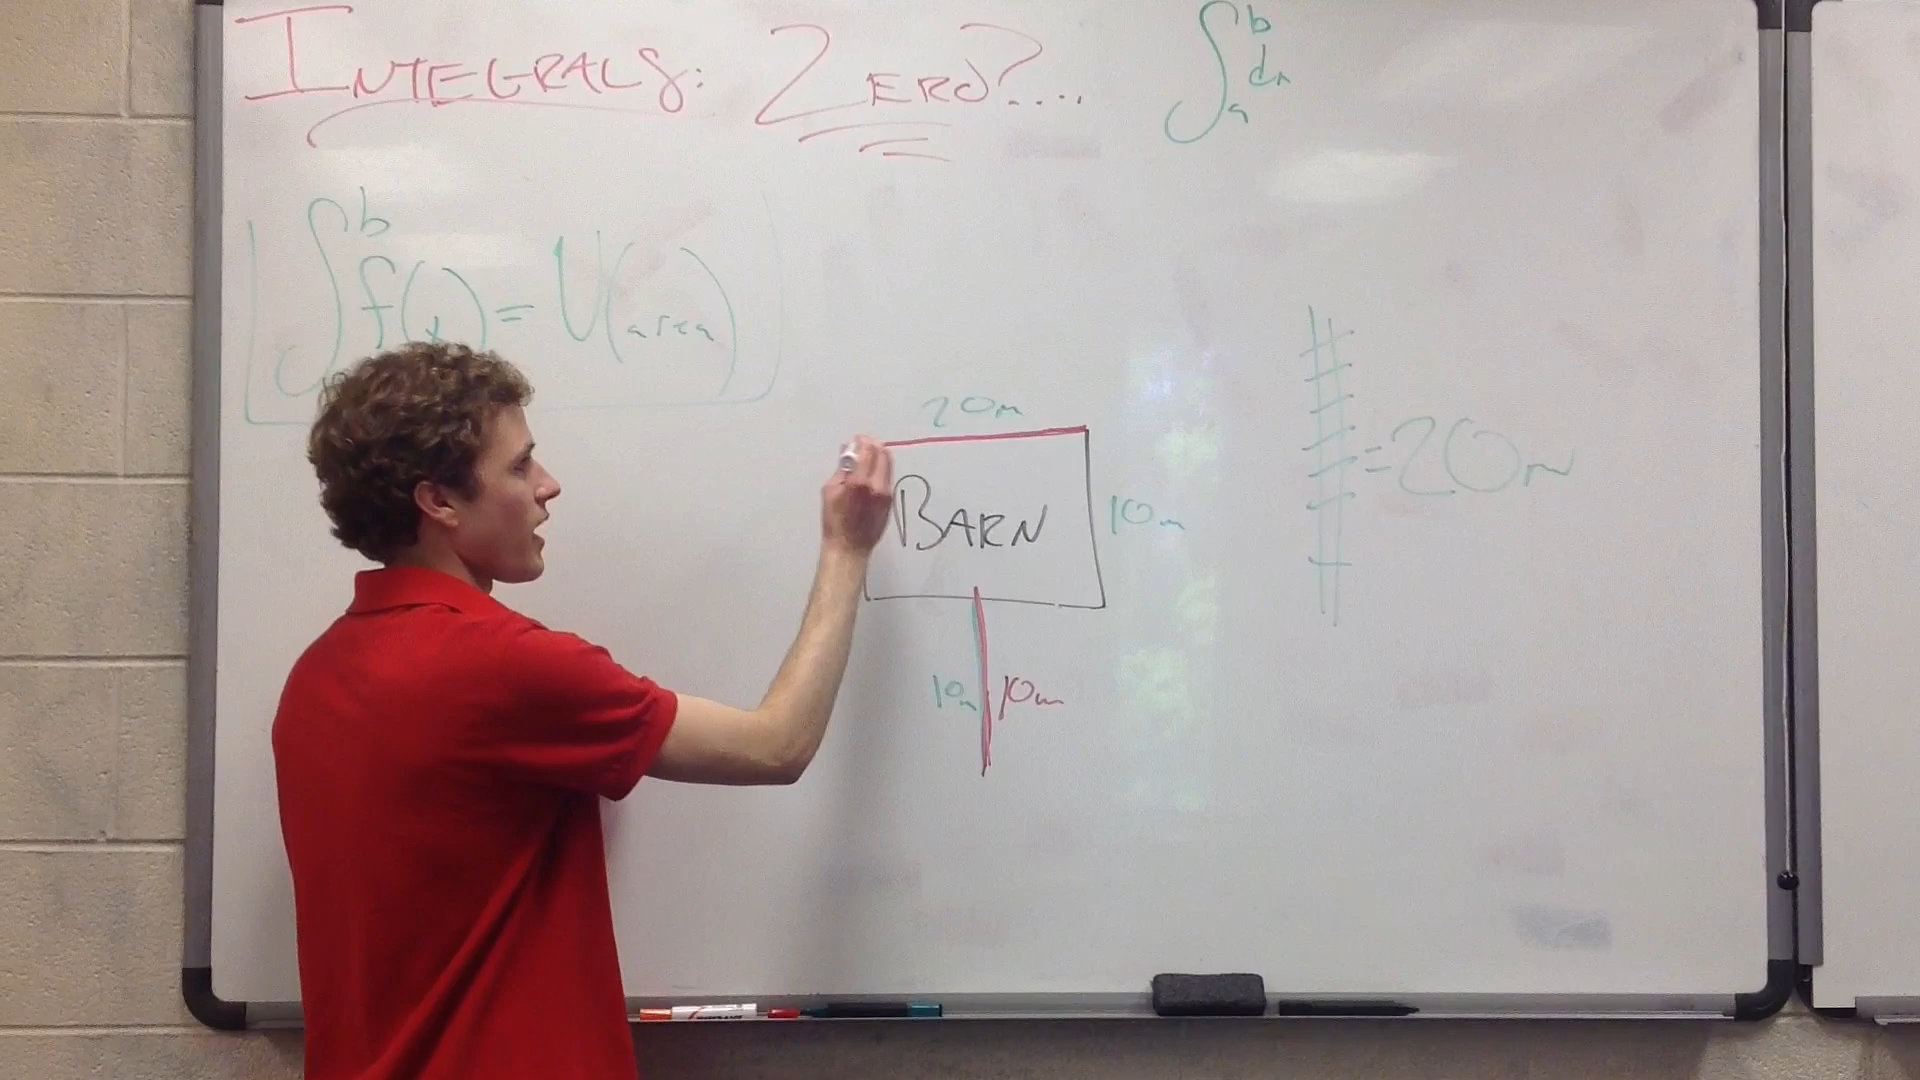 INTEGRALS: ZERO?....
∫ₐᵇ dx
∫ᵇ f(x) = U(area)
20m
BARN
10m
= 20m
10m
10m